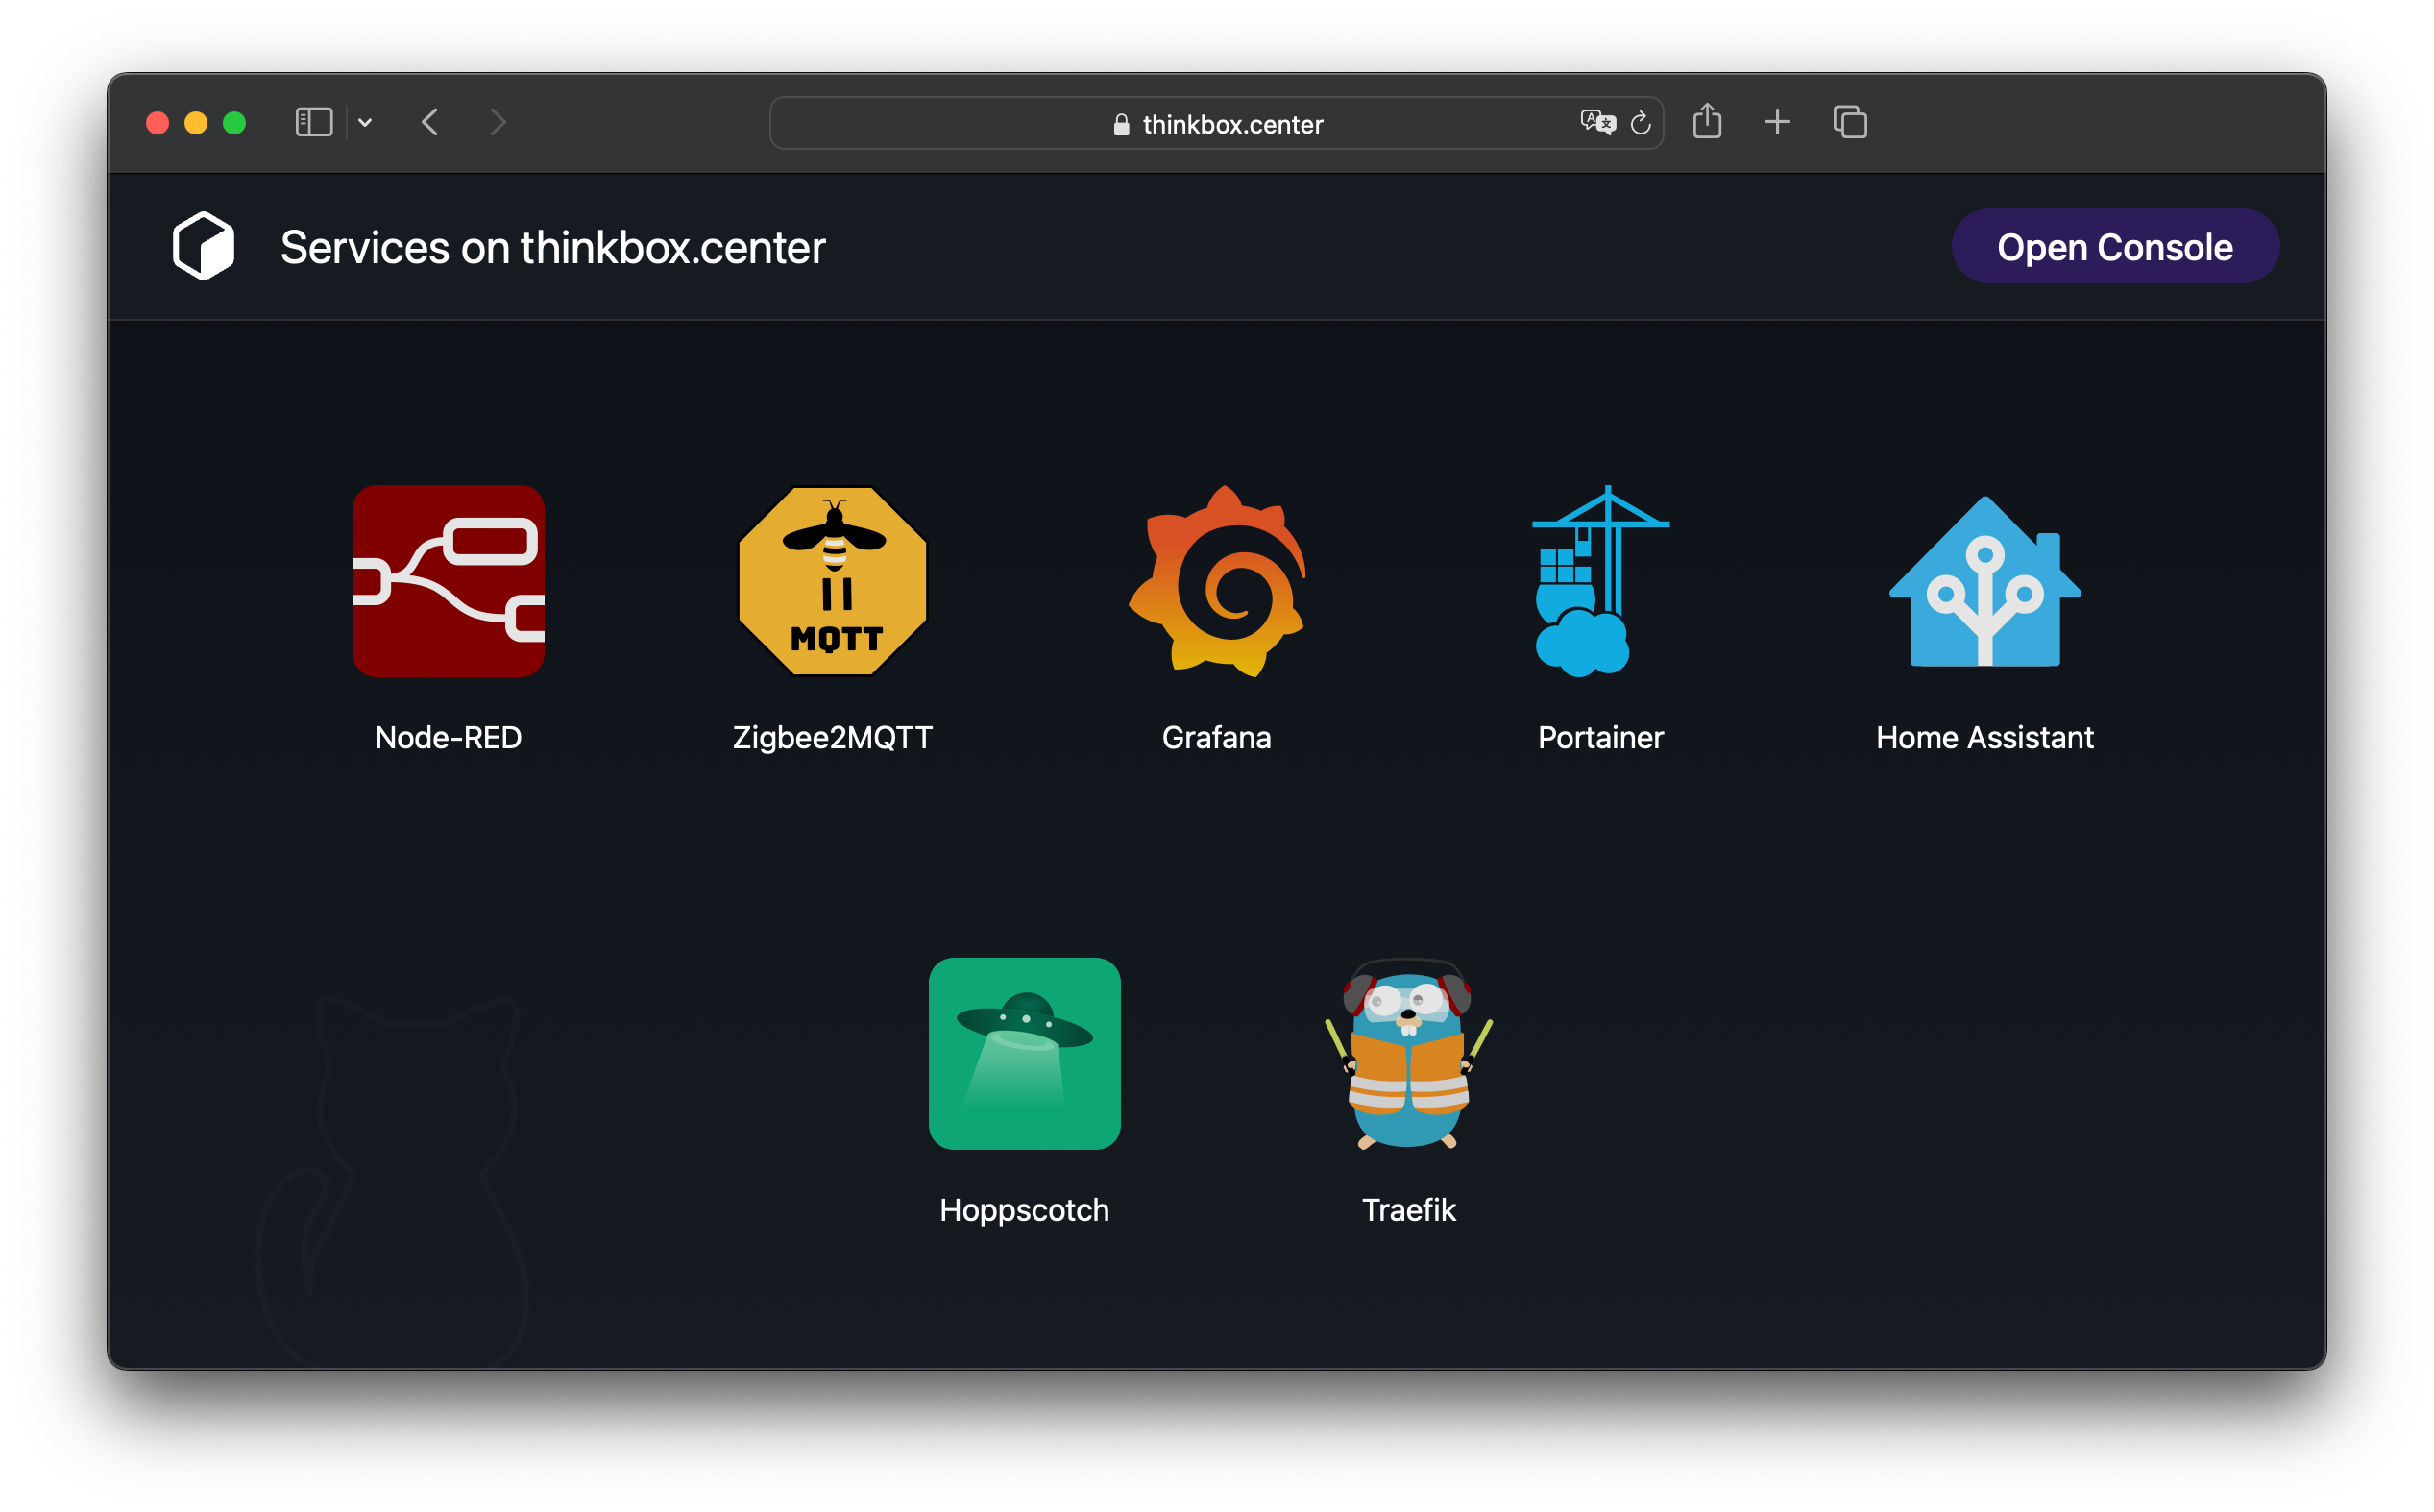 thinkbox.center
Services on thinkbox.center
Open Console
MQTT
Node-RED
Zigbee2MQTT
Grafana
Portainer
Home Assistant
Hoppscotch
Traefik